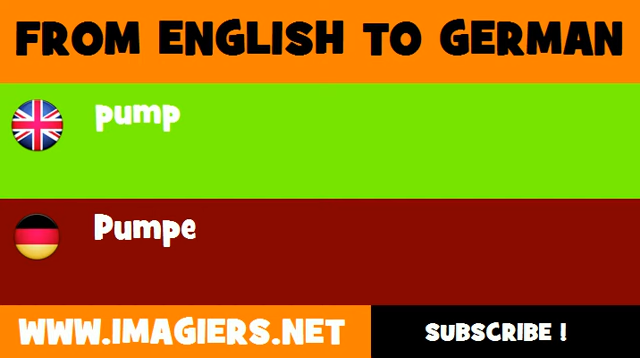 FROM ENGLISH TO GERMAN
pump
Pumpe
WWW.IMAGIERS.NET
SUBSCRIBE !